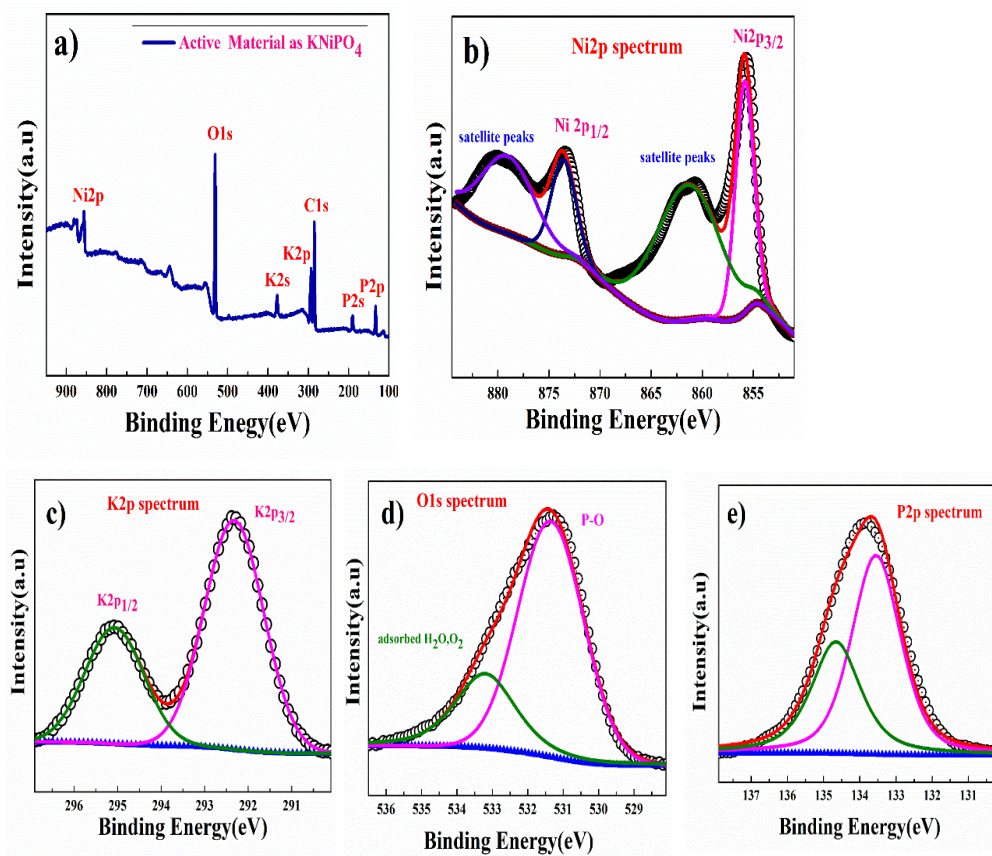 a)
Active Material as KNiPO4
O1s
Ni2p
C1s
K2p
K2s
P2s
P2p
Intensity(a.u)
950 900 800 700 600 500 400 300 200 100
Binding Enegy(eV)
b)
Ni2p spectrum
Ni2p3/2
Ni 2p1/2
satellite peaks
satellite peaks
Intensity(a.u)
880 875 870 865 860 855
Binding Energy(eV)
c)
K2p spectrum
K2p3/2
K2p1/2
Intensity(a.u)
296 295 294 293 292 291
Binding Energy(eV)
d)
O1s spectrum
P-O
adsorbed H2O,O2
Intensity(a.u)
536 535 534 533 532 531 530 529
Binding Energy(eV)
e)
P2p spectrum
Intensity(a.u)
137 136 135 134 133 132 131
Binding Energy(eV)